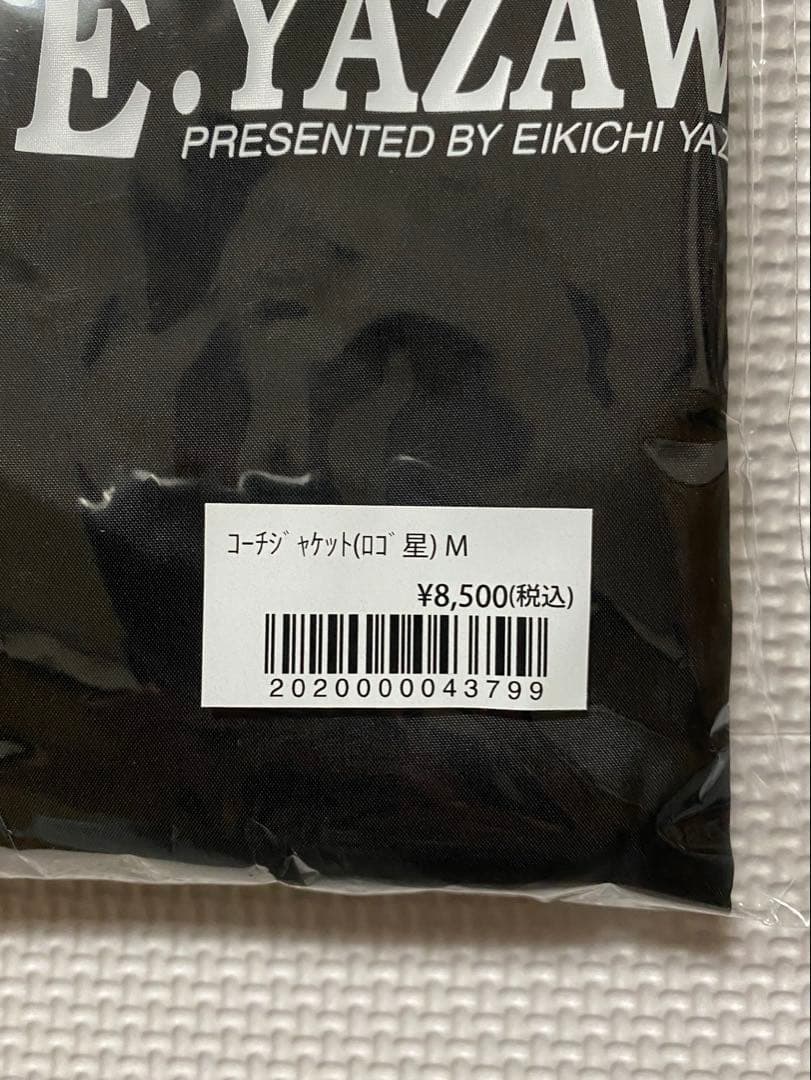 E.YAZAW
PRESENTED BY EIKICHI YAZ
ｺｰﾁｼﾞｬｹｯﾄ(ﾛｺﾞ星) M
¥8,500(税込)
2020000043799